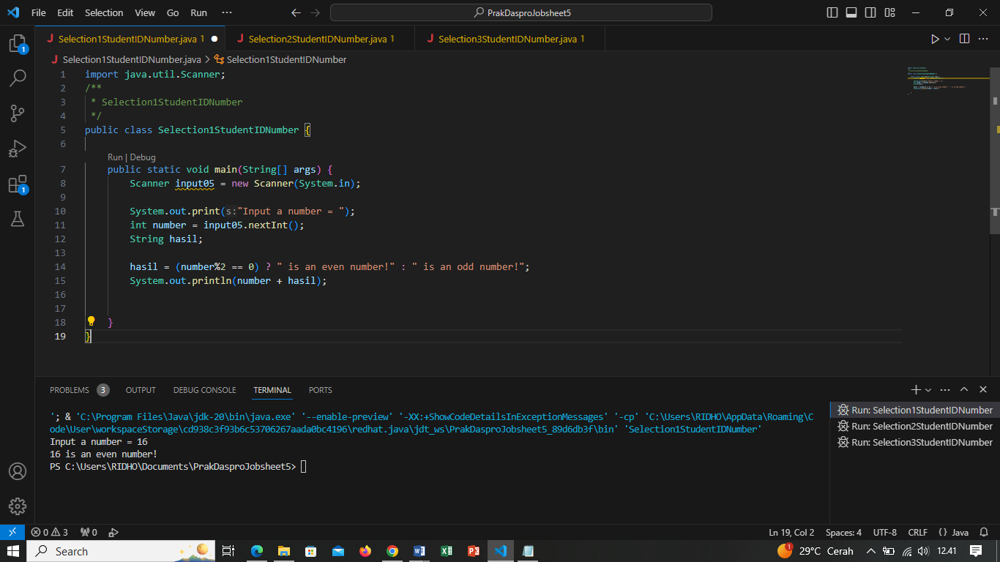 File Edit Selection View Go Run ··· PrakDasproJobsheet5
Selection1StudentIDNumber.java 1 Selection2StudentIDNumber.java 1 Selection3StudentIDNumber.java 1
Selection1StudentIDNumber.java > Selection1StudentIDNumber
1 import java.util.Scanner;
2 /**
3 * Selection1StudentIDNumber
4 */
5 public class Selection1StudentIDNumber {
6
Run | Debug
7 public static void main(String[] args) {
8 Scanner input05 = new Scanner(System.in);
9
10 System.out.print(s:"Input a number = ");
11 int number = input05.nextInt();
12 String hasil;
13
14 hasil = (number%2 == 0) ? " is an even number!" : " is an odd number!";
15 System.out.println(number + hasil);
16
17
18 }
19 }
1
1
PROBLEMS 3 OUTPUT DEBUG CONSOLE TERMINAL PORTS
'; & 'C:\Program Files\Java\jdk-20\bin\java.exe' '--enable-preview' '-XX:+ShowCodeDetailsInExceptionMessages' '-cp' 'C:\Users\RIDHO\AppData\Roaming\C
ode\User\workspaceStorage\cd938c3f93b6c53706267aada0bc4196\redhat.java\jdt_ws\PrakDasproJobsheet5_89d6db3f\bin' 'Selection1StudentIDNumber'
Input a number = 16
16 is an even number!
PS C:\Users\RIDHO\Documents\PrakDasproJobsheet5>
Run: Selection1StudentIDNumber
Run: Selection2StudentIDNumber
Run: Selection3StudentIDNumber
0 3 0 Ln 19, Col 2 Spaces: 4 UTF-8 CRLF {} Java
Search 1 29°C Cerah 12.41